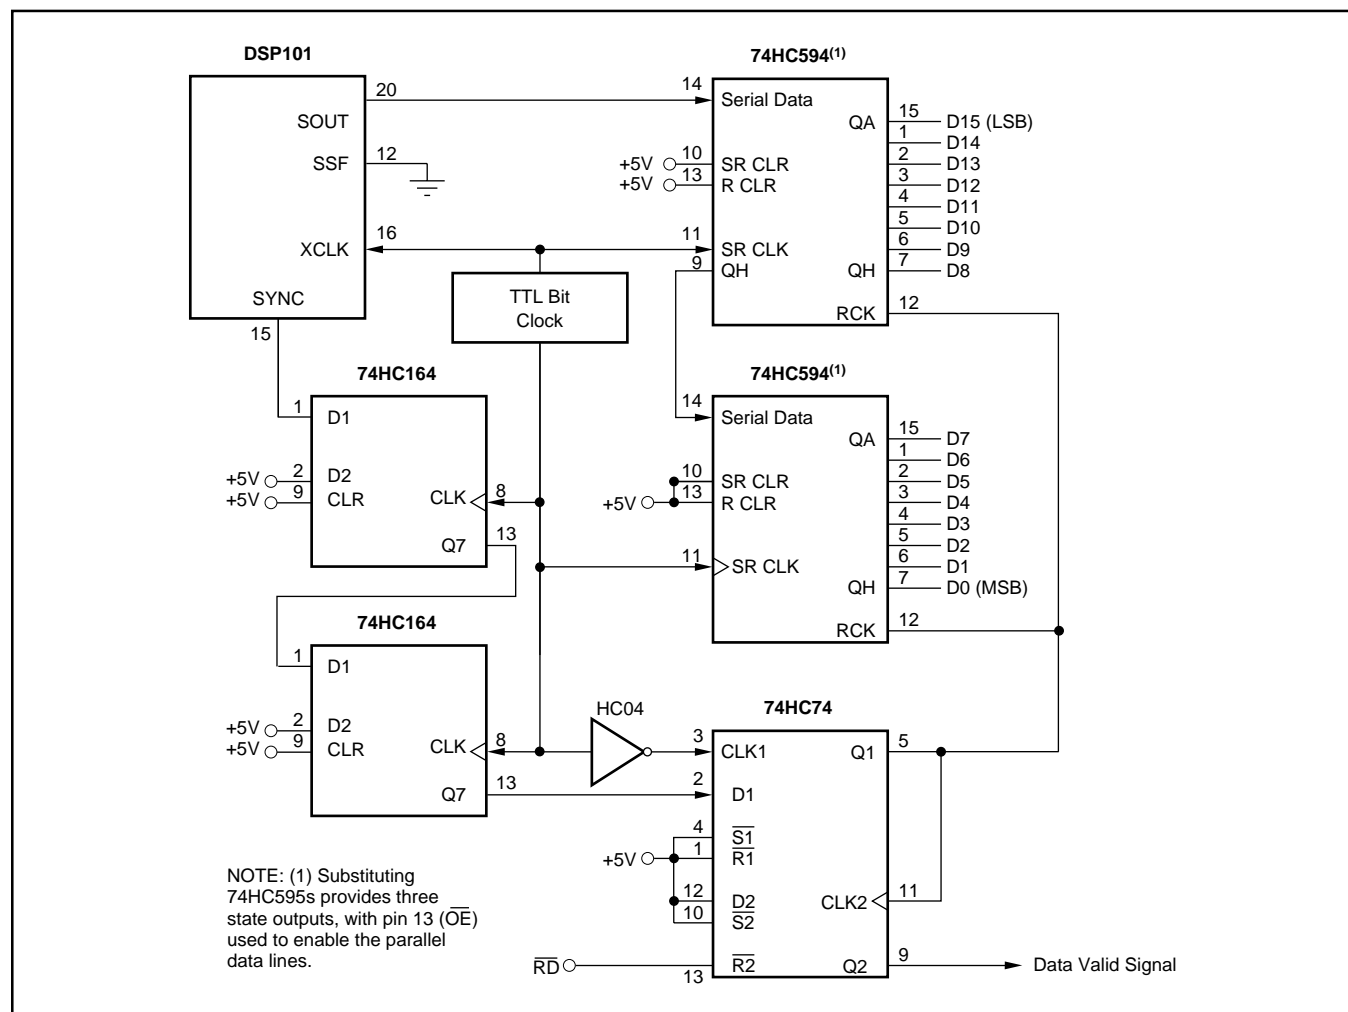 DSP101
SOUT
20
SSF
12
XCLK
16
SYNC
15
TTL Bit
Clock
74HC594(1)
14
Serial Data
10
+5V
SR CLR
13
+5V
R CLR
11
SR CLK
9
QH
QA
15
D15 (LSB)
1
D14
2
D13
3
D12
4
D11
5
D10
6
D9
QH
7
D8
RCK
12
74HC164
1
D1
+5V
2
D2
+5V
9
CLR
CLK
8
Q7
13
74HC594(1)
14
Serial Data
10
SR CLR
+5V
13
R CLR
11
SR CLK
QA
15
D7
1
D6
2
D5
3
D4
4
D3
5
D2
6
D1
QH
7
D0 (MSB)
RCK
12
74HC164
1
D1
+5V
2
D2
+5V
9
CLR
CLK
8
Q7
13
HC04
74HC74
3
CLK1
2
D1
4
S1
+5V
1
R1
12
D2
10
S2
RD
13
R2
Q1
5
CLK2
11
Q2
9
Data Valid Signal
NOTE: (1) Substituting
74HC595s provides three
state outputs, with pin 13 (OE)
used to enable the parallel
data lines.